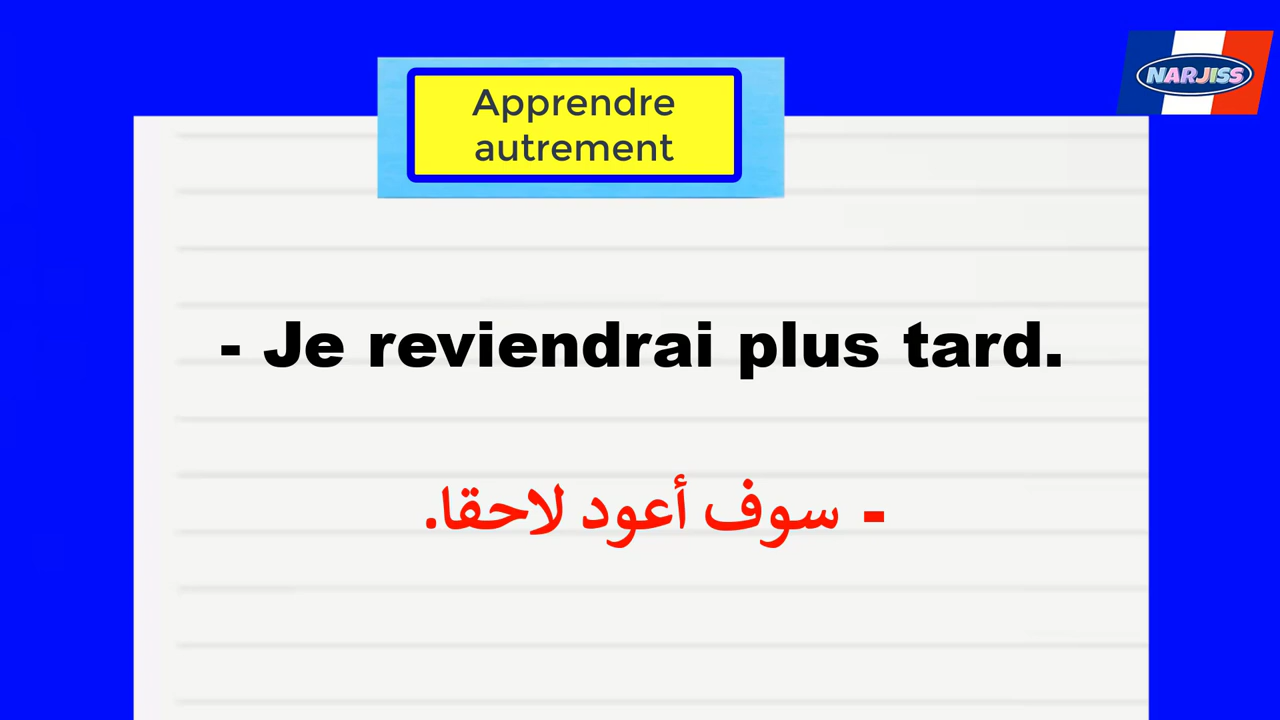 NARJISS
Apprendre
autrement
- Je reviendrai plus tard.
- سوف أعود لاحقا.